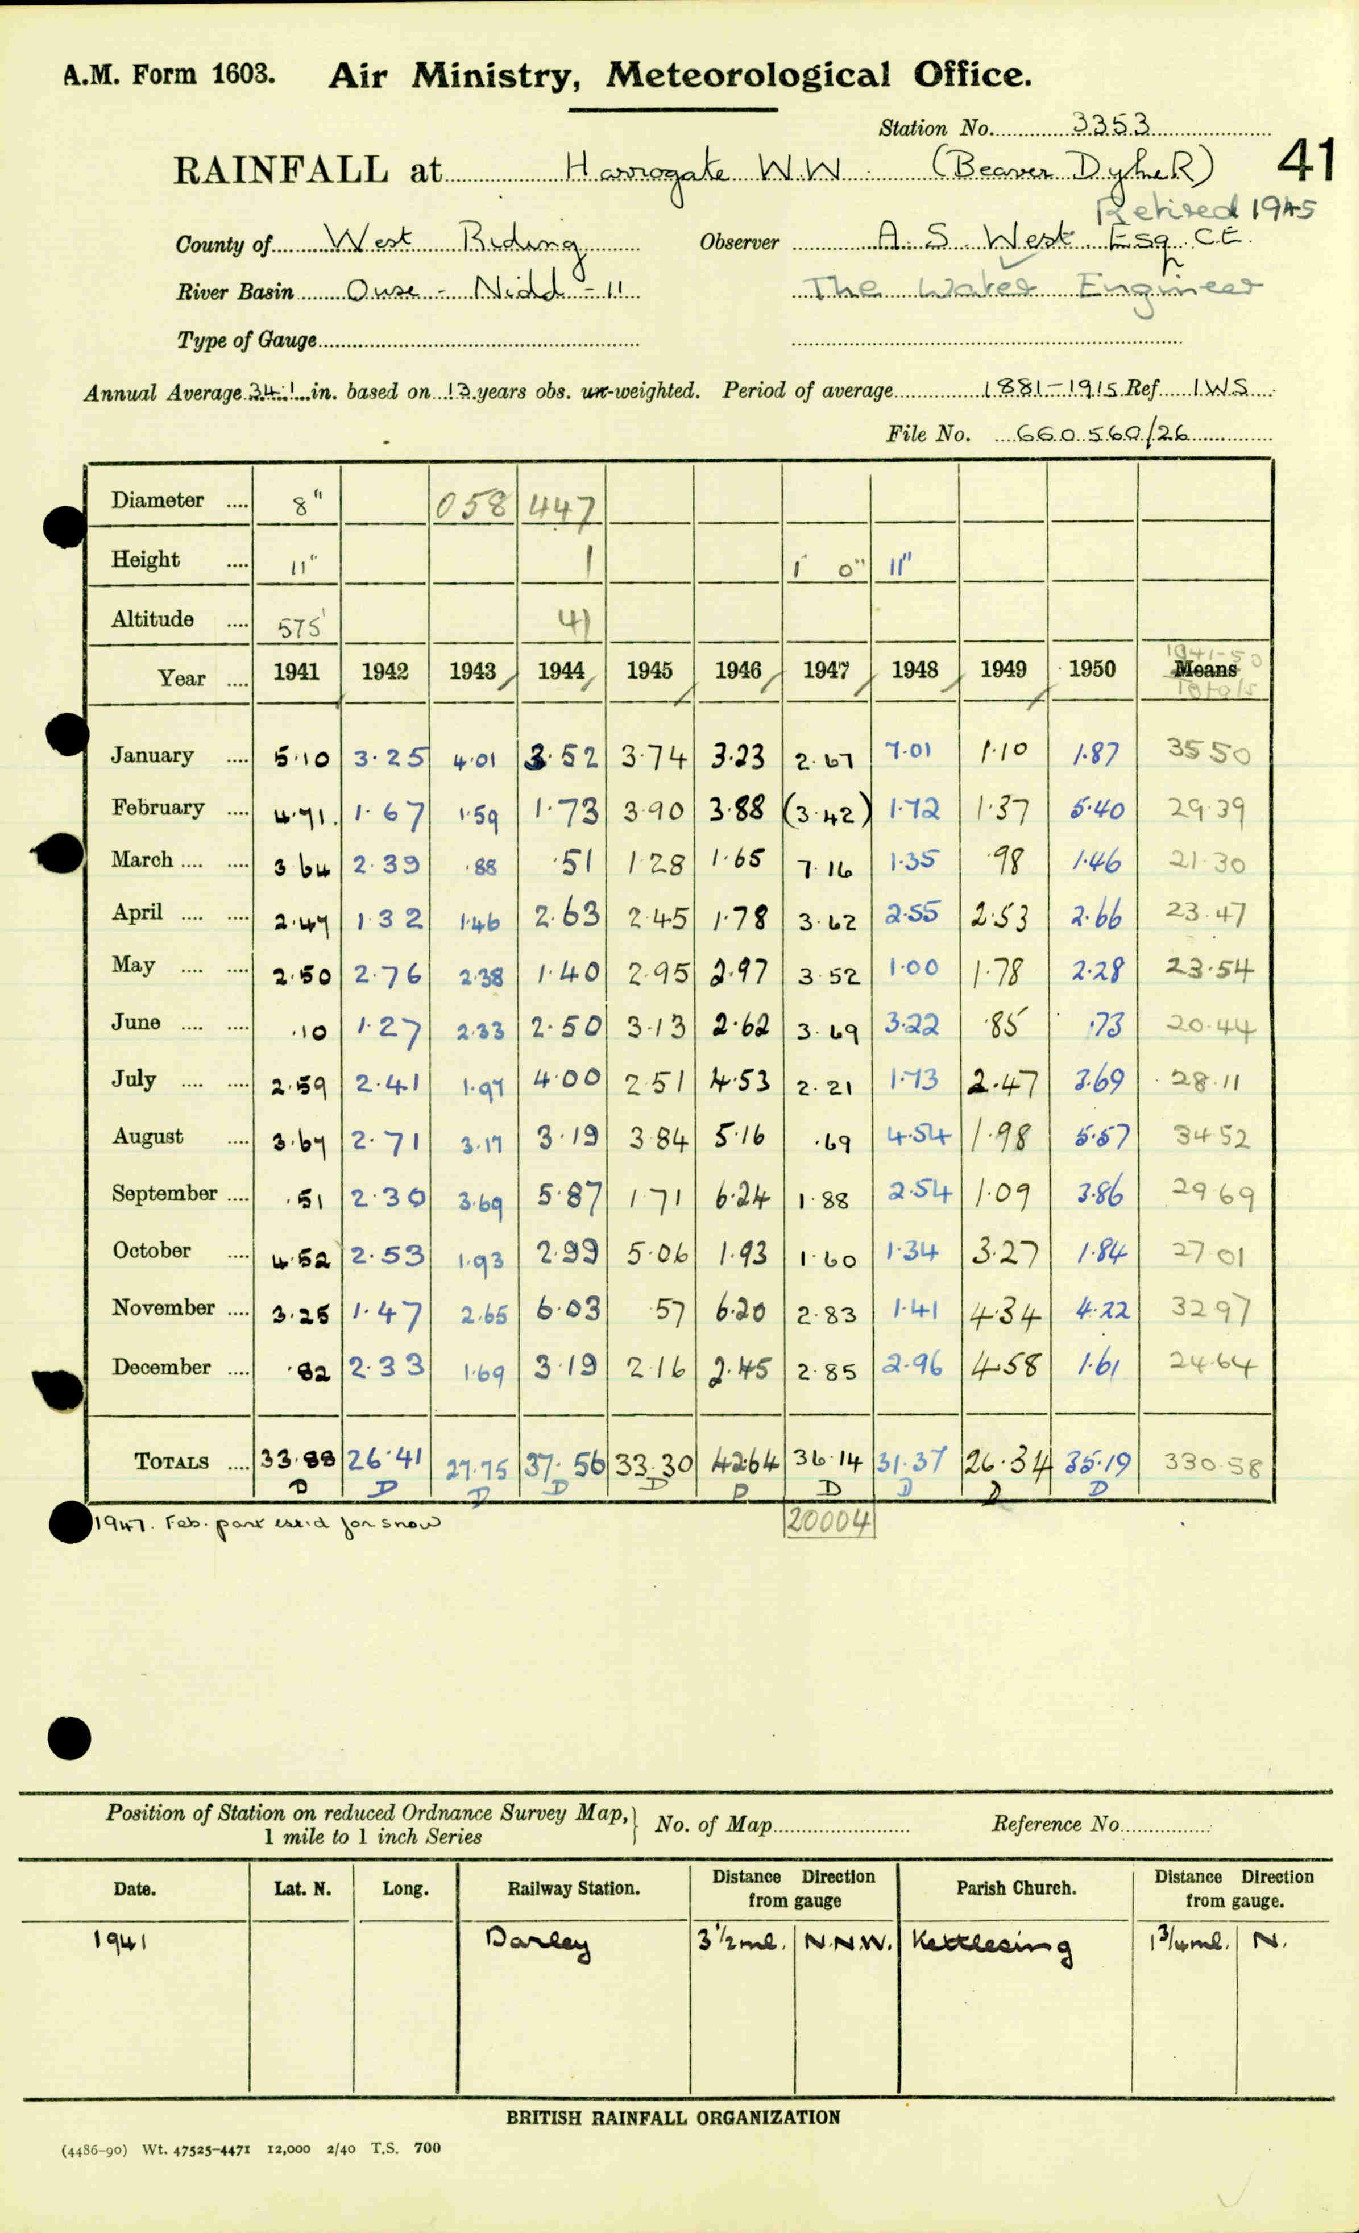 A.M. Form 1603. Air Ministry, Meteorological Office.
Station No. 3353
41
RAINFALL at Harrogate W.W. (Beaver Dyke R)
Retired 1945
County of West Riding Observer A. S. West Esq. C.E.
River Basin Ouse - Nidd - 11 The Water Engineer
Type of Gauge
Annual Average 34.1 in. based on 13 years obs. un-weighted. Period of average 1881-1915 Ref IWS
File No. 660560/26
Diameter .... 8" 058 447
Height .... 11" 1 1' 0" 11"
Altitude .... 575' 41
1941-50
Year .... 1941 1942 1943 1944 1945 1946 1947 1948 1949 1950 Means
Totals
January .... 5.10 3.25 4.01 3.52 3.74 3.23 2.67 7.01 1.10 1.87 35.50
February .... 4.71 1.67 1.59 1.73 3.90 3.88 (3.42) 1.72 1.37 5.40 29.39
March .... .... 3.64 2.39 .88 .51 1.28 1.65 7.16 1.35 .98 1.46 21.30
April .... .... 2.47 1.32 1.46 2.63 2.45 1.78 3.62 2.55 2.53 2.66 23.47
May .... .... 2.50 2.76 2.38 1.40 2.95 2.97 3.52 1.00 1.78 2.28 23.54
June .... .... .10 1.27 2.33 2.50 3.13 2.62 3.69 3.22 .85 .73 20.44
July .... .... 2.59 2.41 1.97 4.00 2.51 4.53 2.21 1.73 2.47 3.69 28.11
August .... 3.67 2.71 3.17 3.19 3.84 5.16 .69 4.54 1.98 5.57 34.52
September .... .51 2.30 3.69 5.87 1.71 6.24 1.88 2.54 1.09 3.86 29.69
October .... 4.52 2.53 1.93 2.99 5.06 1.93 1.60 1.34 3.27 1.84 27.01
November .... 3.25 1.47 2.65 6.03 .57 6.20 2.83 1.41 4.34 4.22 32.97
December .... .82 2.33 1.69 3.19 2.16 2.45 2.85 2.96 4.58 1.61 24.64
TOTALS .... 33.88 26.41 27.75 37.56 33.30 42.64 36.14 31.37 26.34 35.19 330.58
D D D D D D D D D D
1947. Feb. part est'd for snow 20004
Position of Station on reduced Ordnance Survey Map, 1 mile to 1 inch Series No. of Map Reference No
Date. Lat. N. Long. Railway Station. Distance Direction from gauge Parish Church. Distance Direction from gauge.
1941 Darley 3 1/2 ml. N.N.W. Kettlesing 1 3/4 ml. N.
BRITISH RAINFALL ORGANIZATION
(4486-90) Wt. 47525-4471 12,000 2/40 T.S. 700